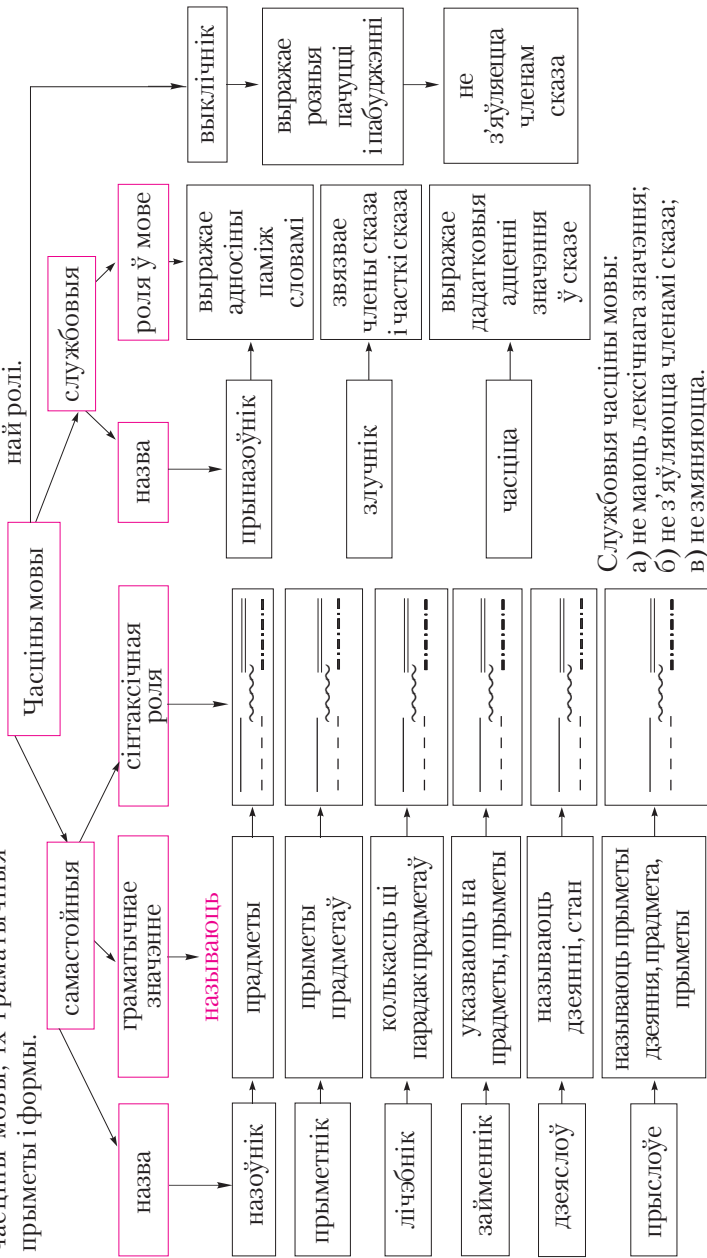 часціны мовы, іх граматычныя
прыметы і формы.
най ролі.
Часціны мовы
самастойныя
службовыя
назва
граматычнае
значэнне
сінтаксічная
роля
назва
роля ў мове
выклічнік
называюць
назоўнік
прадметы
прыметнік
прыметы
прадметаў
лічэбнік
колькасць ці
парадак прадметаў
займеннік
указваюць на
прадметы, прыметы
дзеяслоў
называюць
дзеянні, стан
прыслоўе
называюць прыметы
дзеяння, прадмета,
прыметы
прыназоўнік
выражае
адносіны
паміж
словамі
злучнік
звязвае
члены сказа
і часткі сказа
часціца
выражае
дадатковыя
адценні
значэння
ў сказе
выражае
розныя
пачуцці
і пабуджэнні
не
з'яўляецца
членам
сказа
Службовыя часціны мовы:
а) не маюць лексічнага значэння;
б) не з'яўляюцца членамі сказа;
в) не змяняюцца.